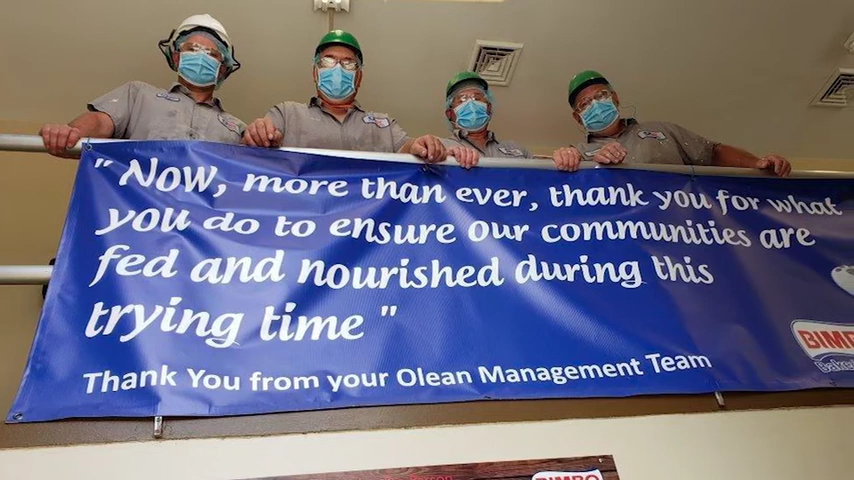 " Now, more than ever, thank you for what
you do to ensure our communities are
fed and nourished during this
trying time "
Thank You from your Olean Management Team
BIMBO
BIMBO